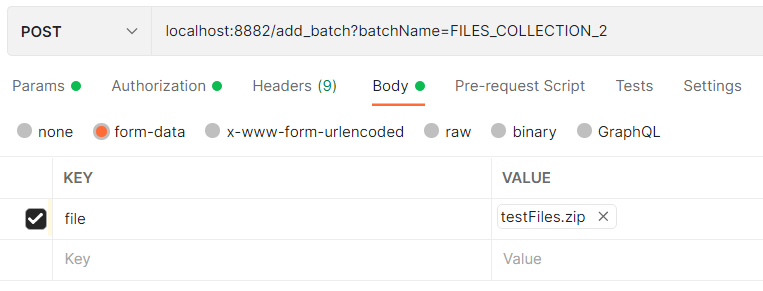 POST localhost:8882/add_batch?batchName=FILES_COLLECTION_2
Params Authorization Headers (9) Body Pre-request Script Tests Settings
none form-data x-www-form-urlencoded raw binary GraphQL
KEY VALUE
file testFiles.zip
Key Value